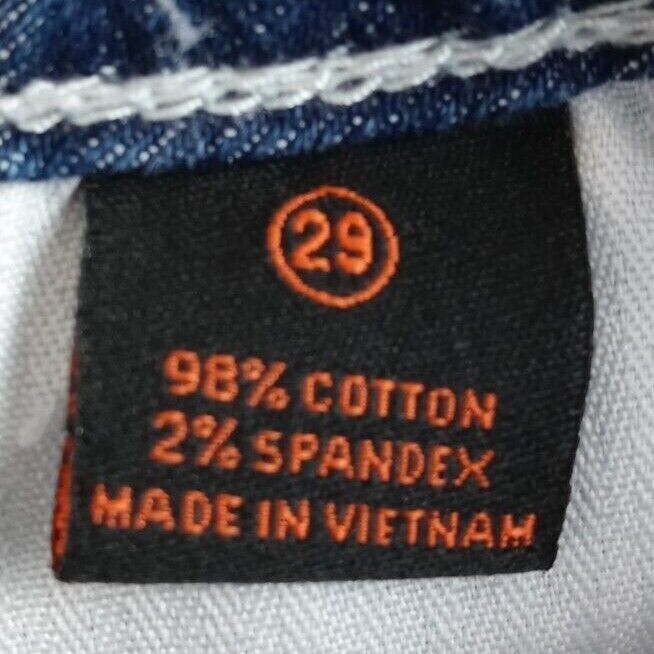 29
98% COTTON
2% SPANDEX
MADE IN VIETNAM